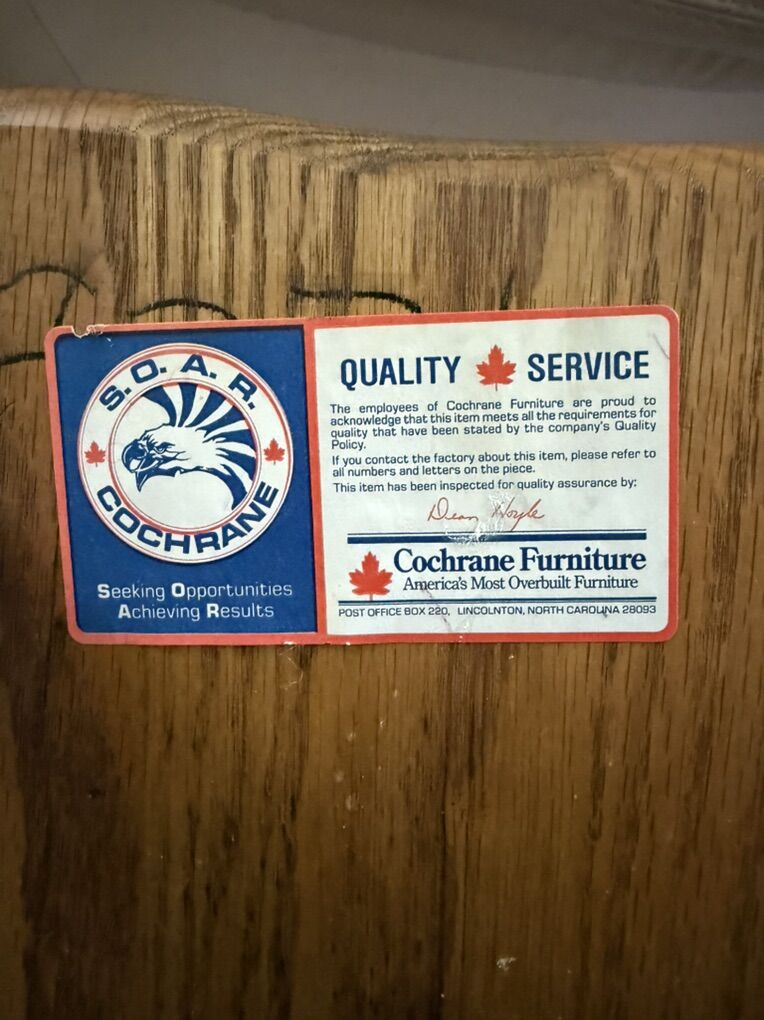 S.O.A.R.
COCHRANE
Seeking Opportunities
Achieving Results
QUALITY SERVICE
The employees of Cochrane Furniture are proud to
acknowledge that this item meets all the requirements for
quality that have been stated by the company's Quality
Policy.
If you contact the factory about this item, please refer to
all numbers and letters on the piece.
This item has been inspected for quality assurance by:
Dean Hoyle
Cochrane Furniture
America's Most Overbuilt Furniture
POST OFFICE BOX 220, LINCOLNTON, NORTH CAROLINA 28093